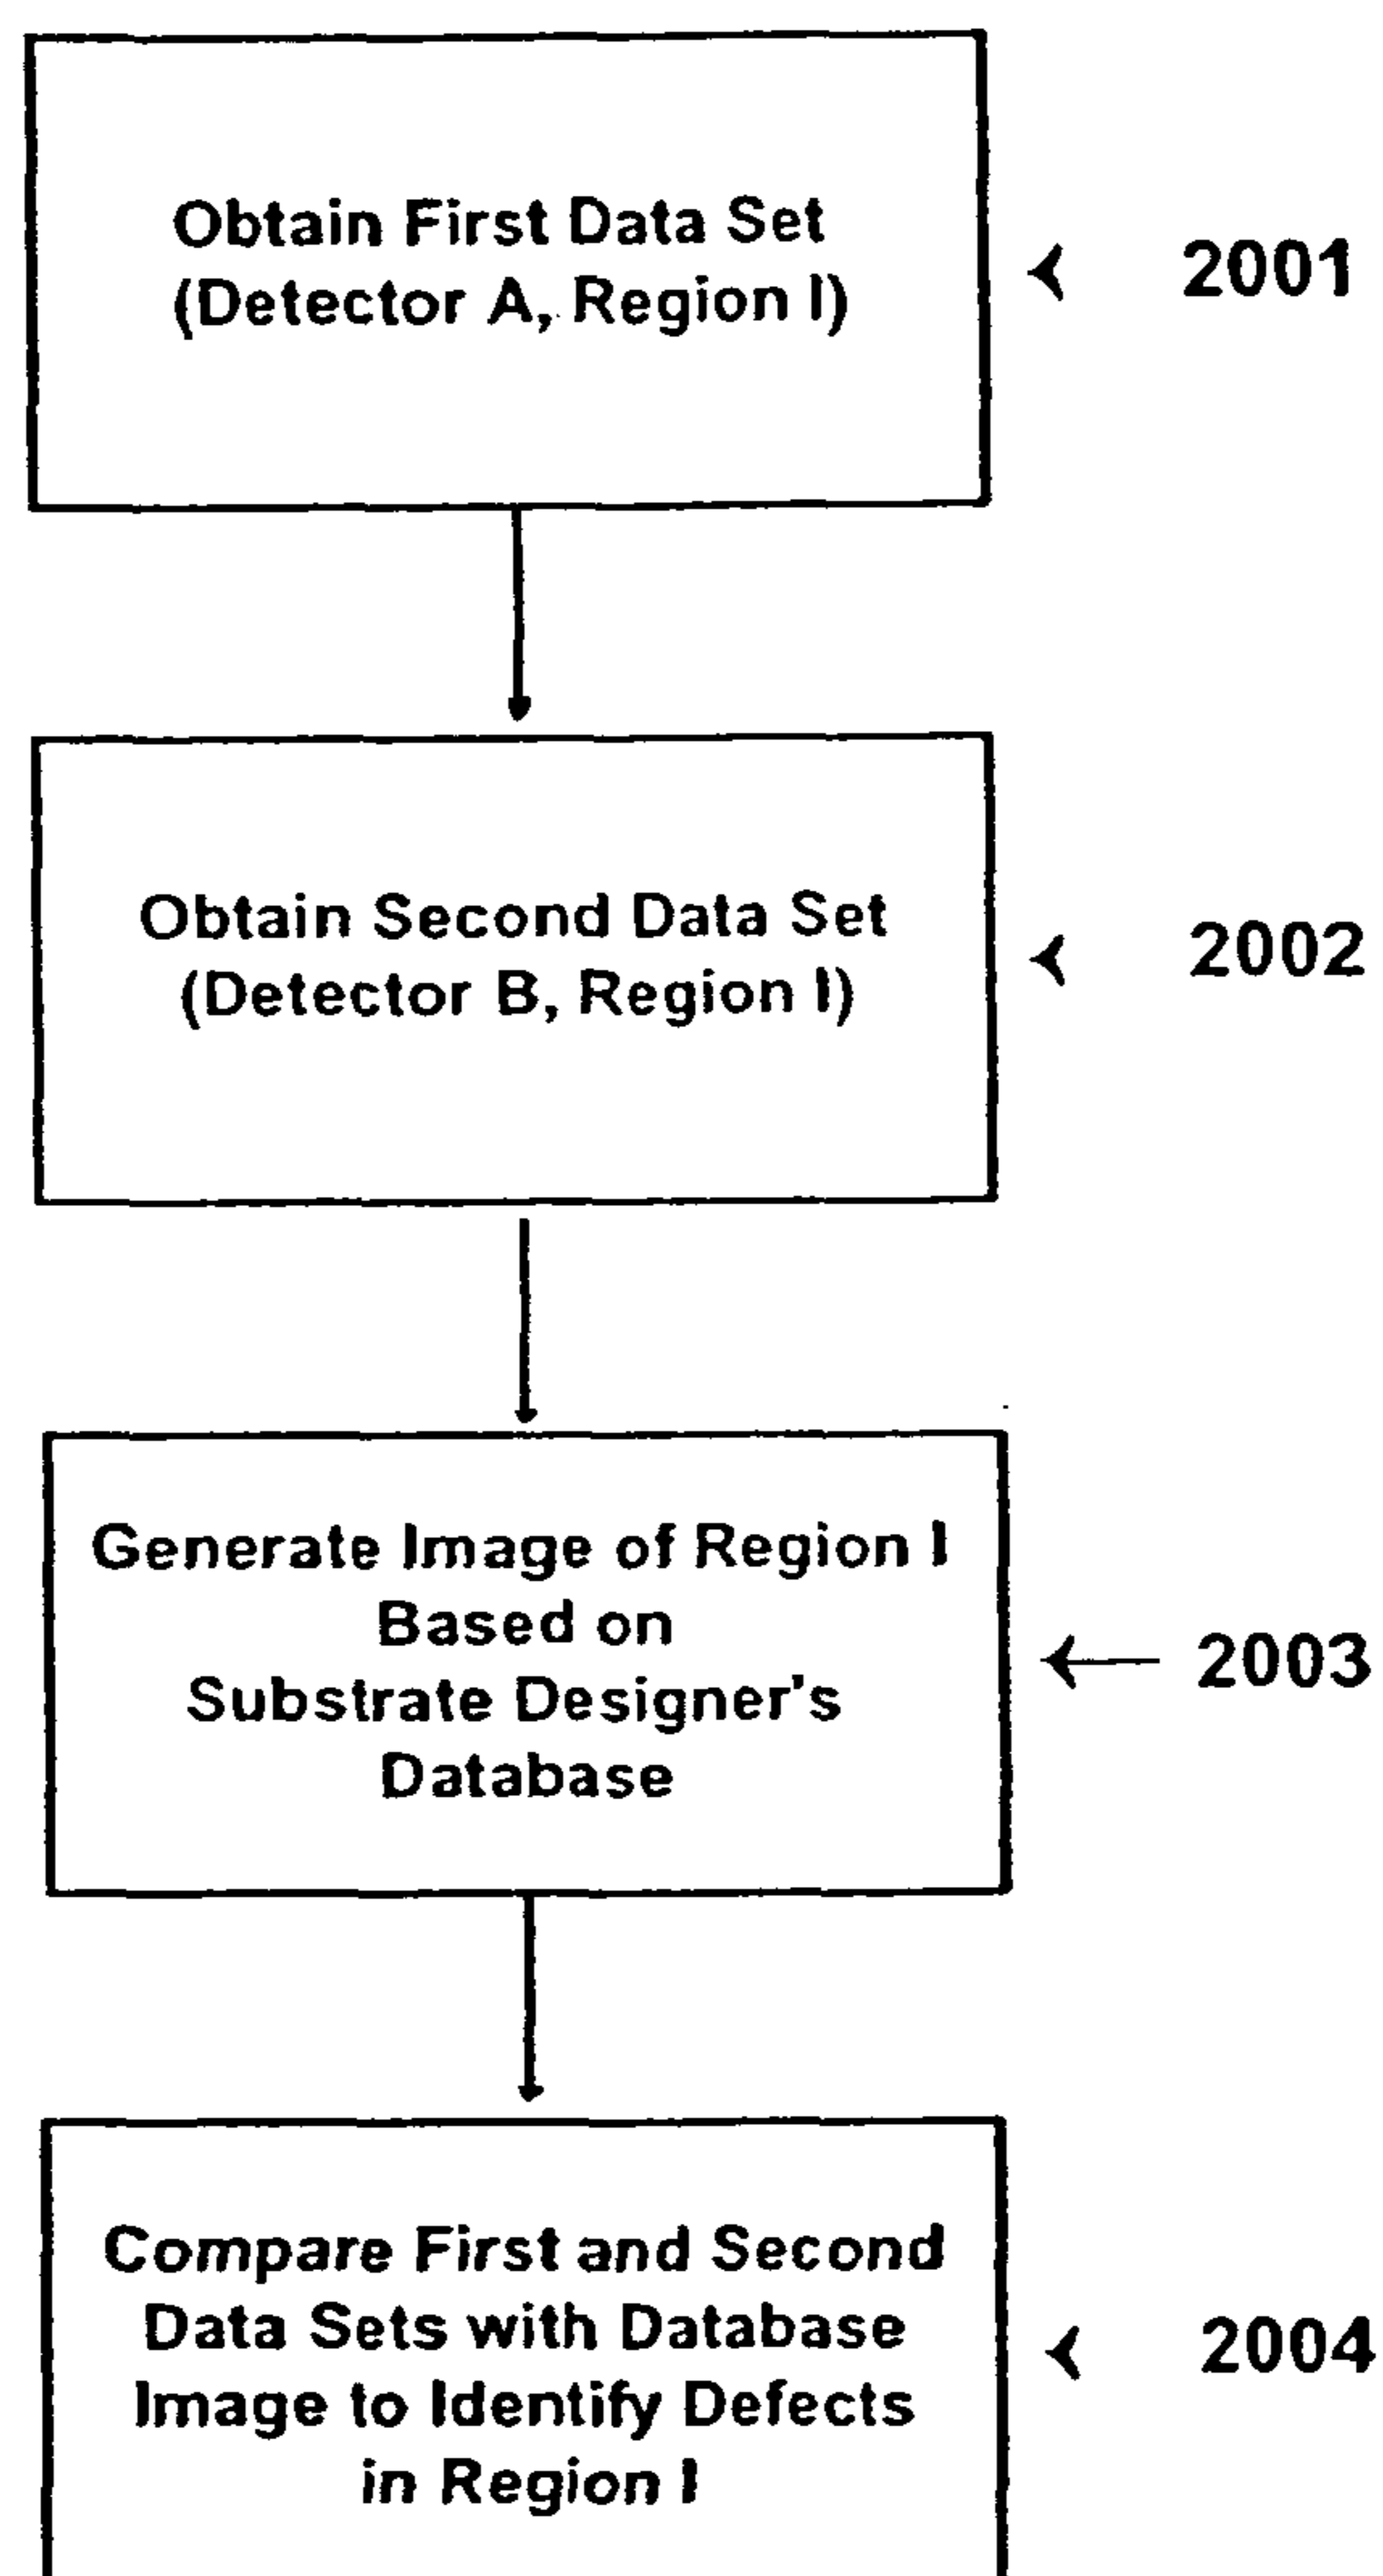 Obtain First Data Set
(Detector A, Region I)
2001
Obtain Second Data Set
(Detector B, Region I)
2002
Generate Image of Region I
Based on
Substrate Designer's
Database
2003
Compare First and Second
Data Sets with Database
Image to Identify Defects
in Region I
2004